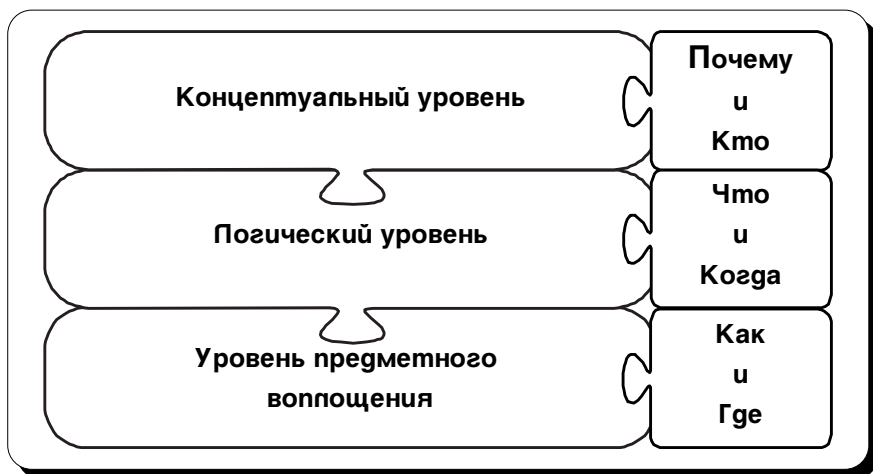 Концептуальный уровень
Почему
и
Кто
Логический уровень
Что
и
Когда
Уровень предметного
воплощения
Как
и
Где